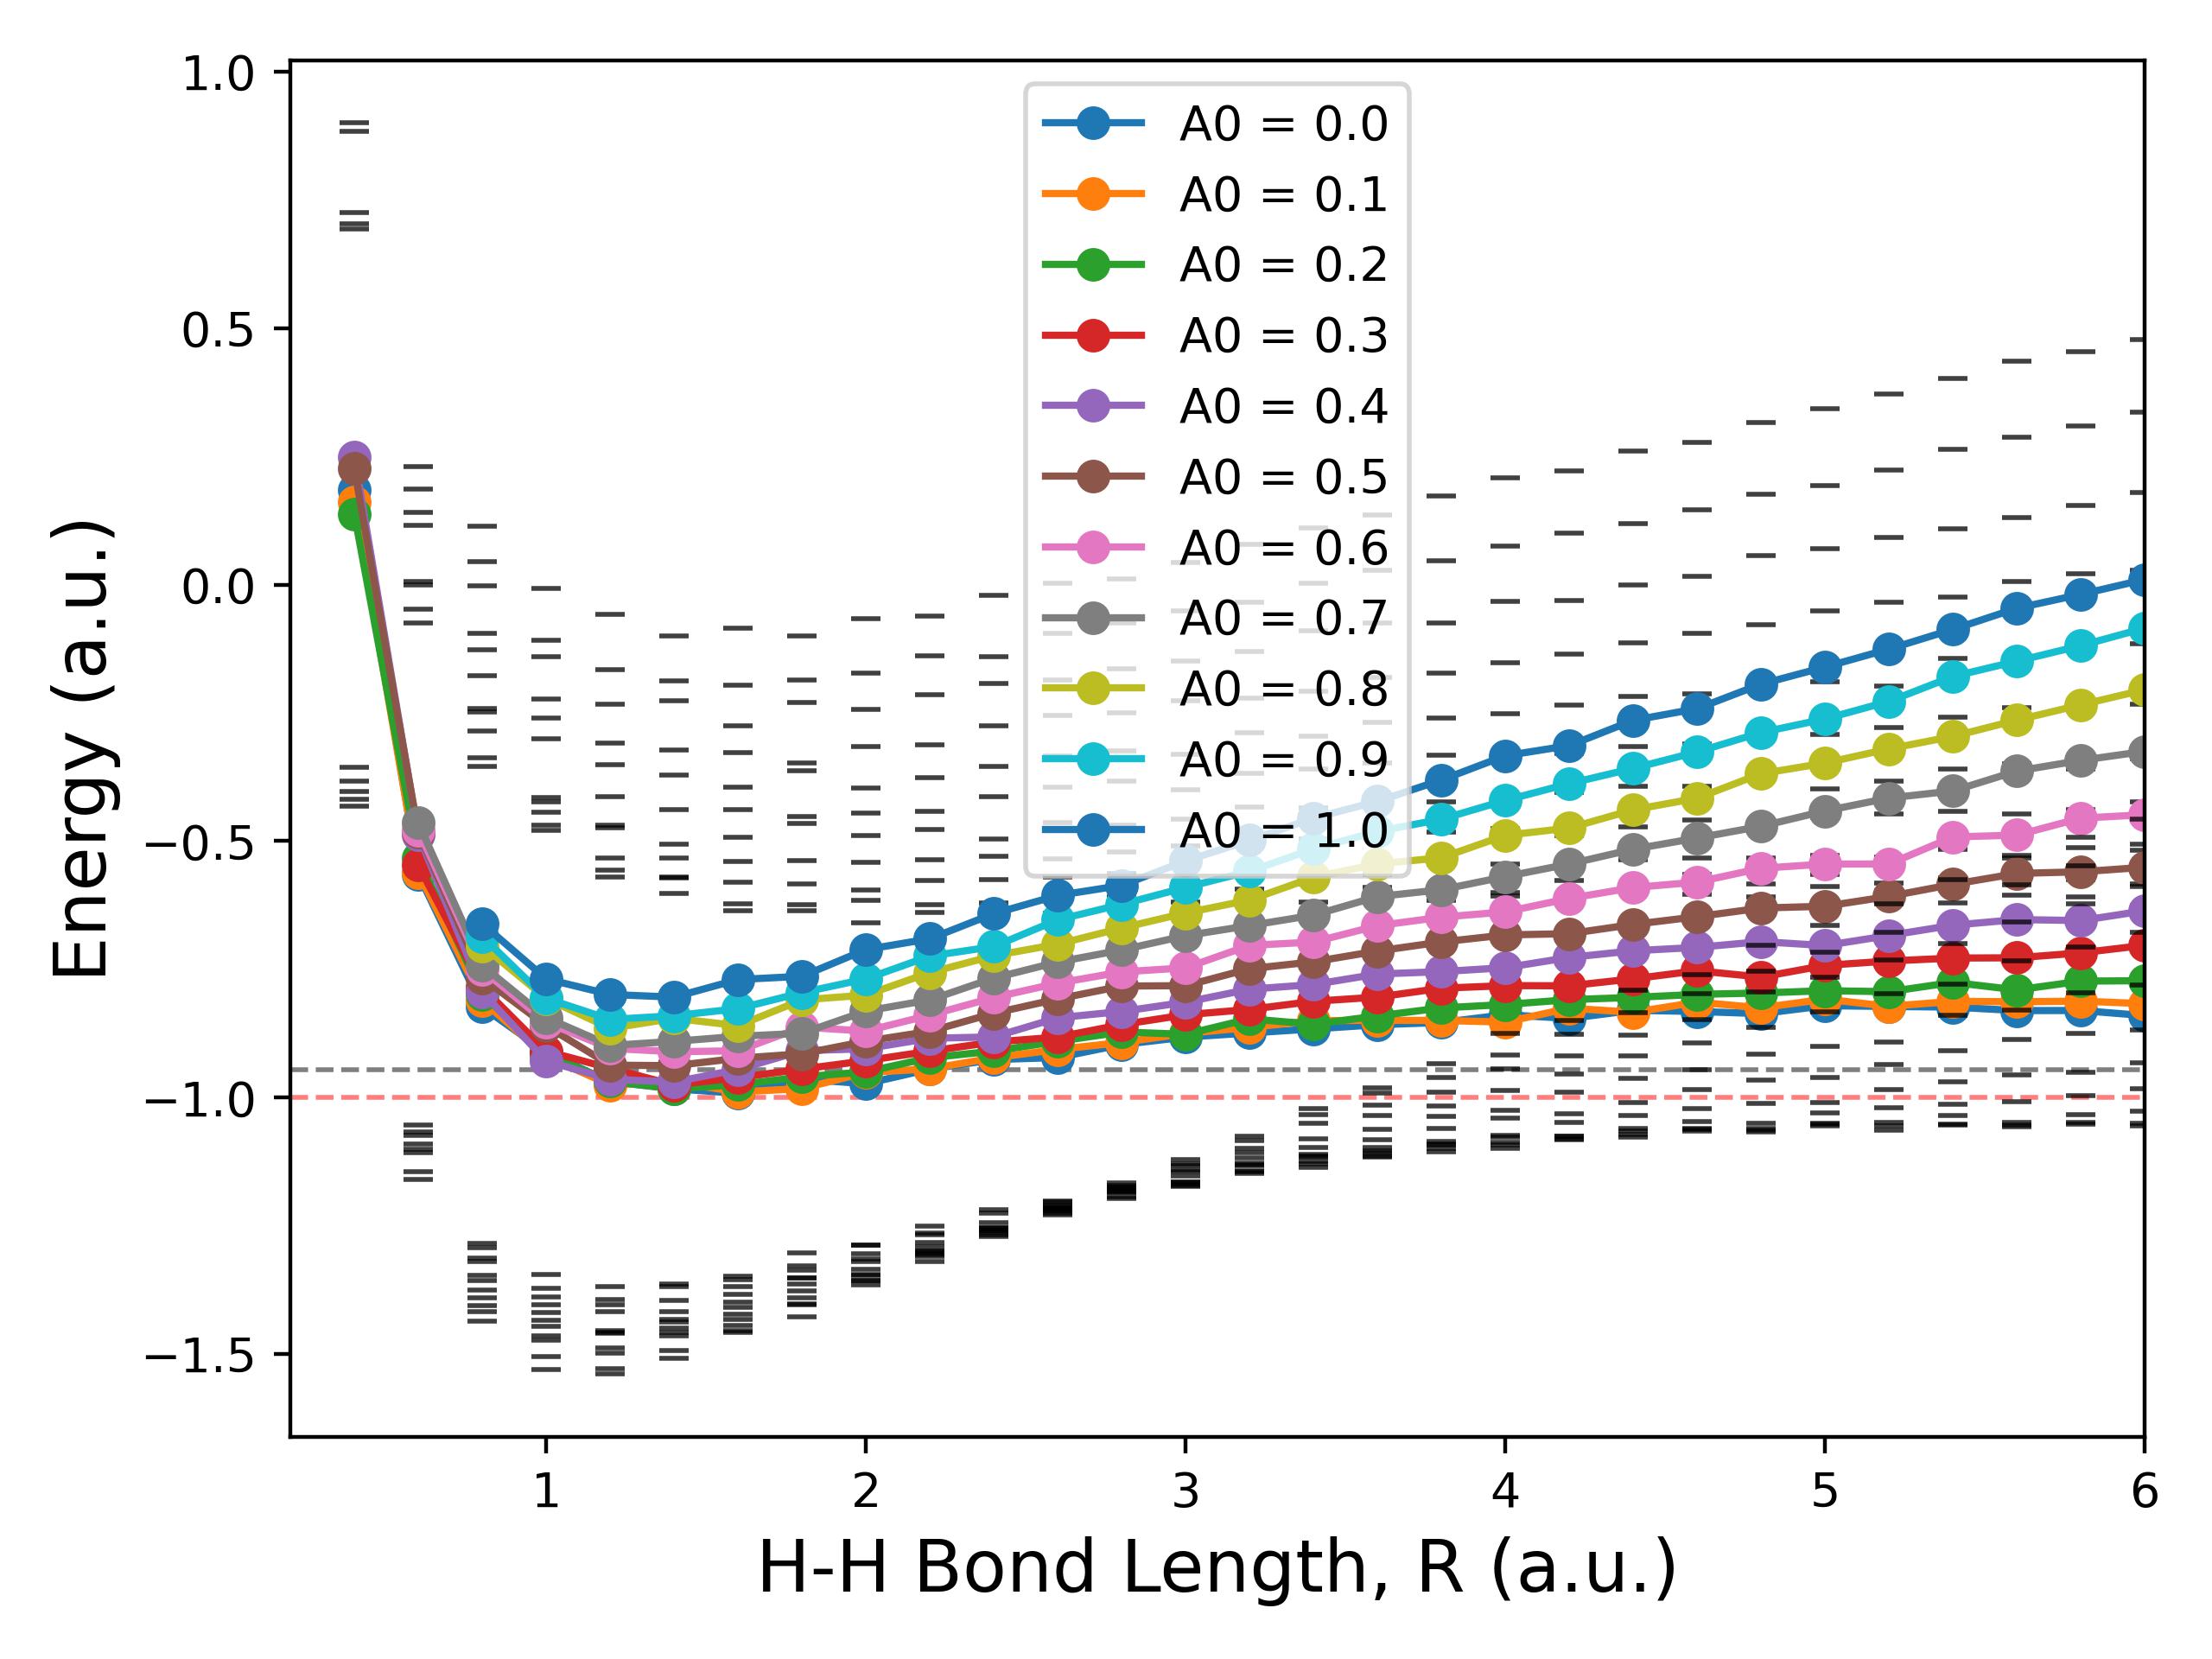 1.0
0.5
0.0
−0.5
−1.0
−1.5
Energy (a.u.)
A0 = 0.0
A0 = 0.1
A0 = 0.2
A0 = 0.3
A0 = 0.4
A0 = 0.5
A0 = 0.6
A0 = 0.7
A0 = 0.8
A0 = 0.9
A0 = 1.0
1 2 3 4 5 6
H-H Bond Length, R (a.u.)